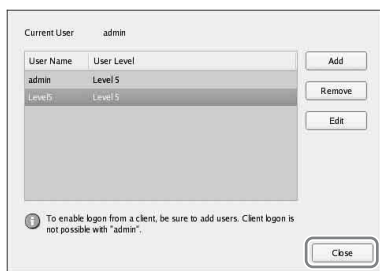 Current User admin
User Name User Level
admin Level 5
Level5 Level 5
Add
Remove
Edit
To enable logon from a client, be sure to add users. Client logon is
not possible with "admin".
Close